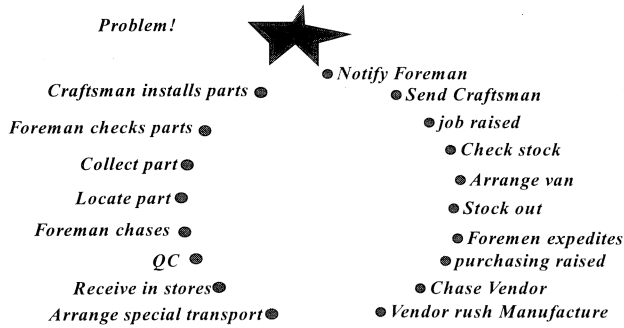 Problem!
Notify Foreman
Send Craftsman
job raised
Check stock
Arrange van
Stock out
Foremen expedites
purchasing raised
Chase Vendor
Vendor rush Manufacture
Arrange special transport
Receive in stores
QC
Foreman chases
Locate part
Collect part
Foreman checks parts
Craftsman installs parts